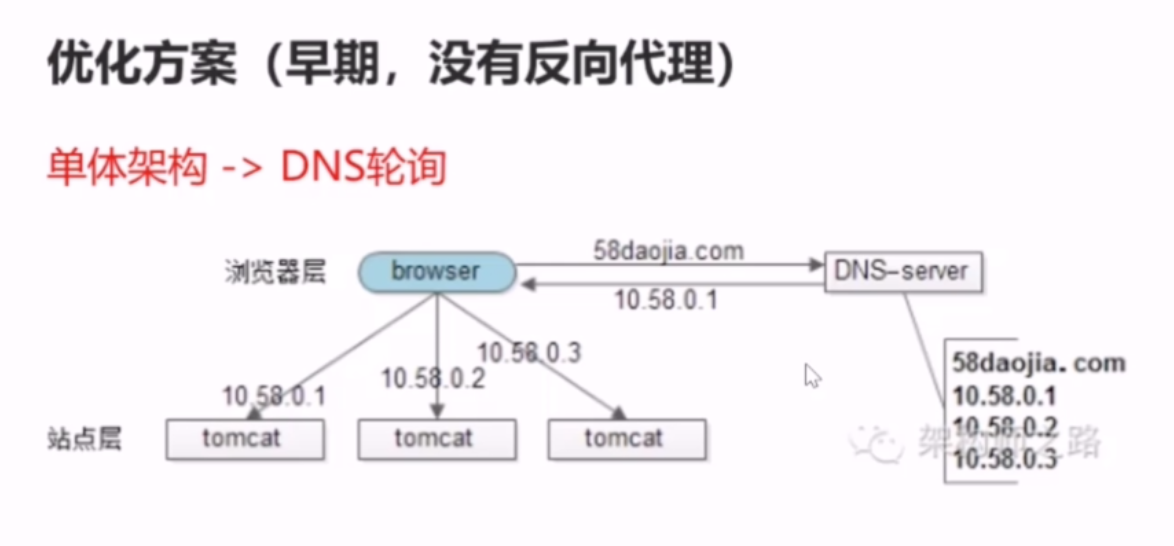 优化方案（早期，没有反向代理）
单体架构 -> DNS轮询
58daojia.com
浏览器层 browser DNS-server
10.58.0.1
10.58.0.3
10.58.0.2
10.58.0.1
58daojia.com
10.58.0.1
10.58.0.2
10.58.0.3
站点层 tomcat tomcat tomcat
架构师之路